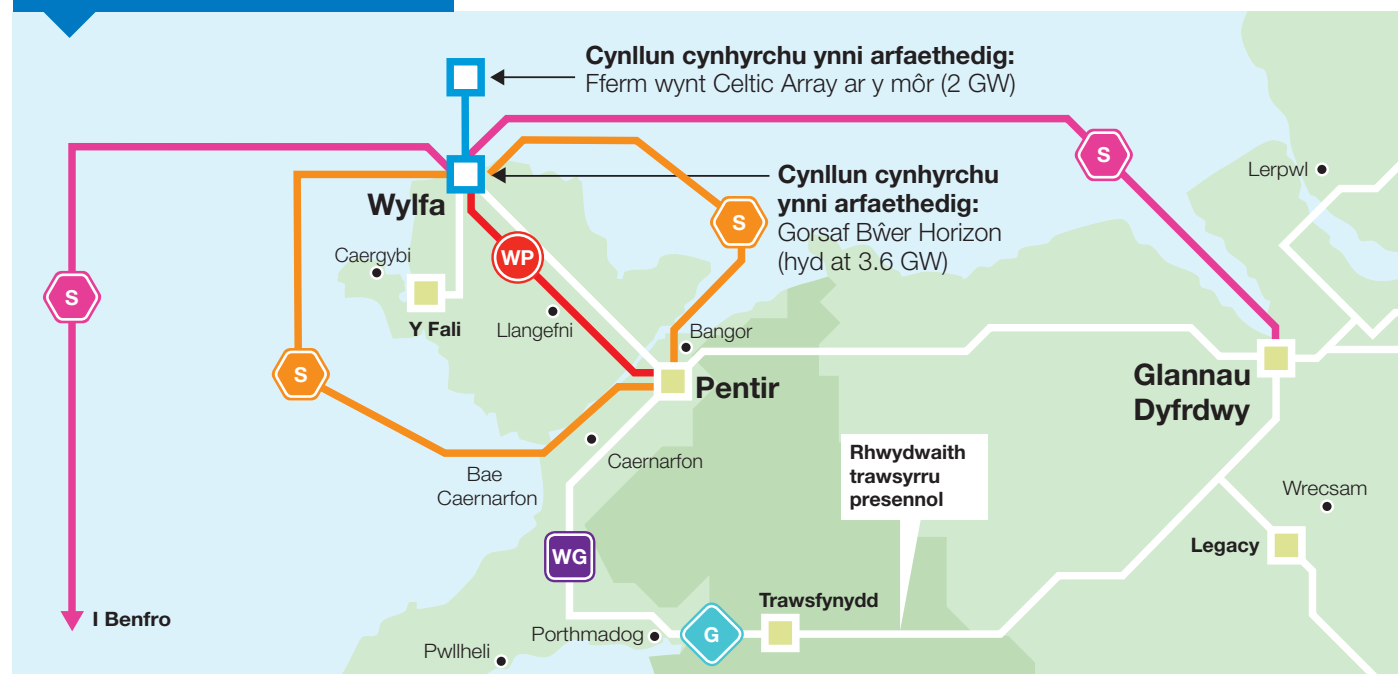 Cynllun cynhyrchu ynni arfaethedig:
Fferm wynt Celtic Array ar y môr (2 GW)
S
Lerpwl
Cynllun cynhyrchu
ynni arfaethedig:
Gorsaf Bŵer Horizon
(hyd at 3.6 GW)
Wylfa
S
Caergybi
WP
S
Y Fali
Llangefni
Bangor
S
Pentir
Glannau
Dyfrdwy
Caernarfon
Rhwydwaith
trawsyrru
presennol
Bae
Caernarfon
Wrecsam
WG
Legacy
I Benfro
Trawsfynydd
Porthmadog
G
Pwllheli